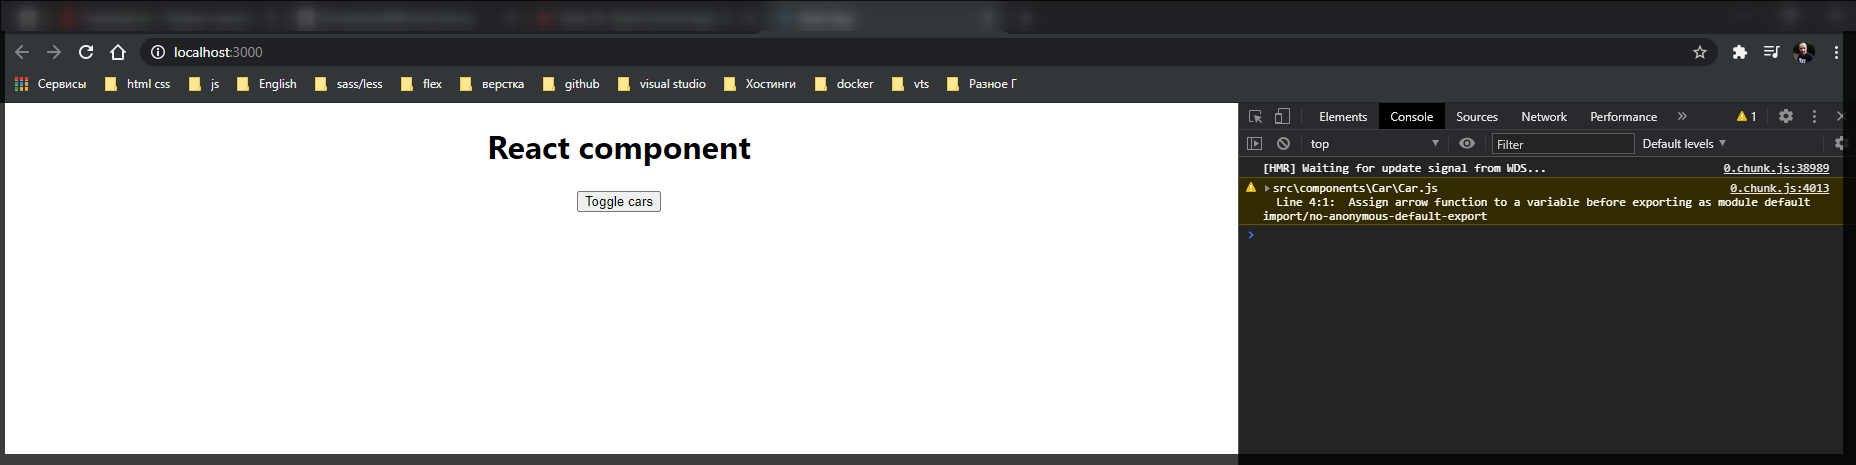 localhost:3000
Сервисы html css js English sass/less flex верстка github visual studio Хостинги docker vts Разное Г
React component
Toggle cars
Elements Console Sources Network Performance » 1
top Filter Default levels
[HMR] Waiting for update signal from WDS... 0.chunk.js:38989
src\components\Car\Car.js 0.chunk.js:4013
Line 4:1: Assign arrow function to a variable before exporting as module default
import/no-anonymous-default-export